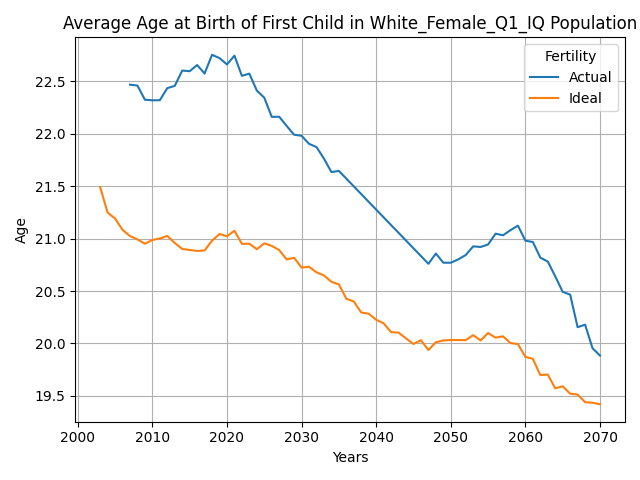 Average Age at Birth of First Child in White_Female_Q1_IQ Population
Fertility
Actual
Ideal
Age
22.5
22.0
21.5
21.0
20.5
20.0
19.5
2000 2010 2020 2030 2040 2050 2060 2070
Years